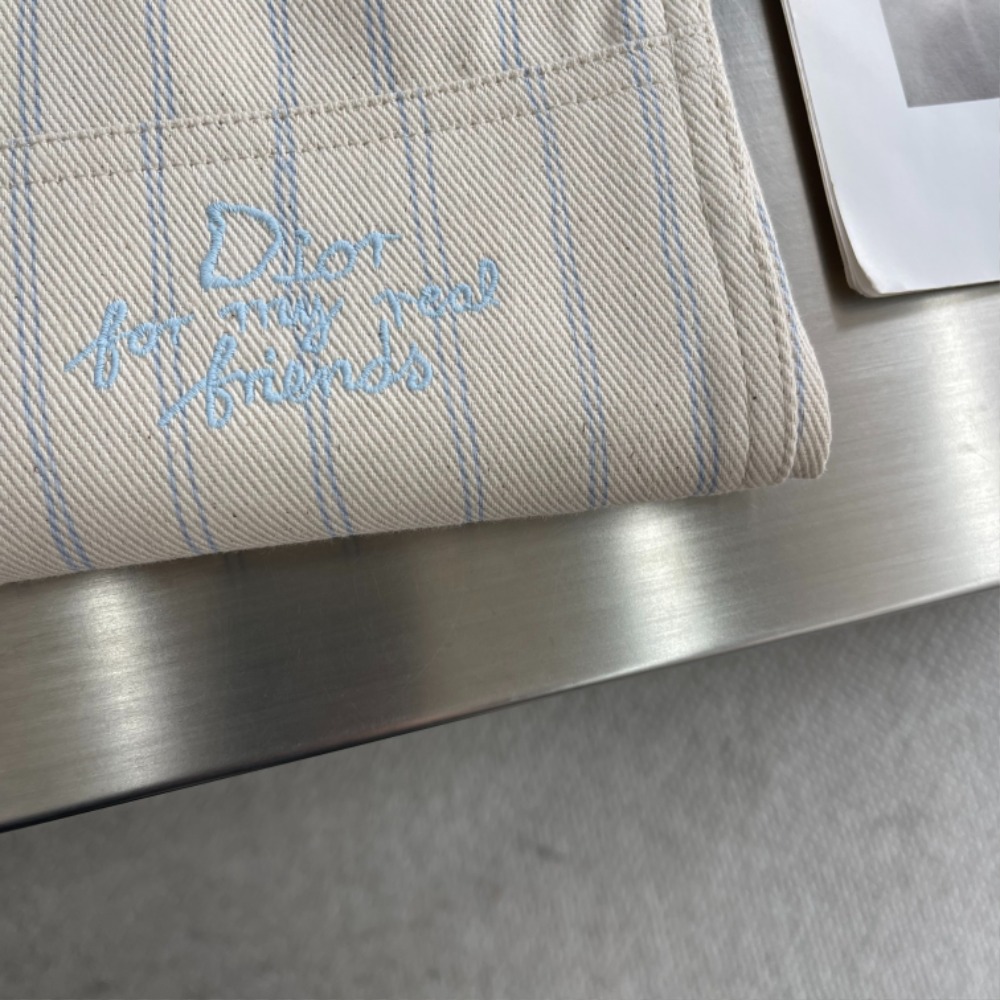 Dior
for my real
friends